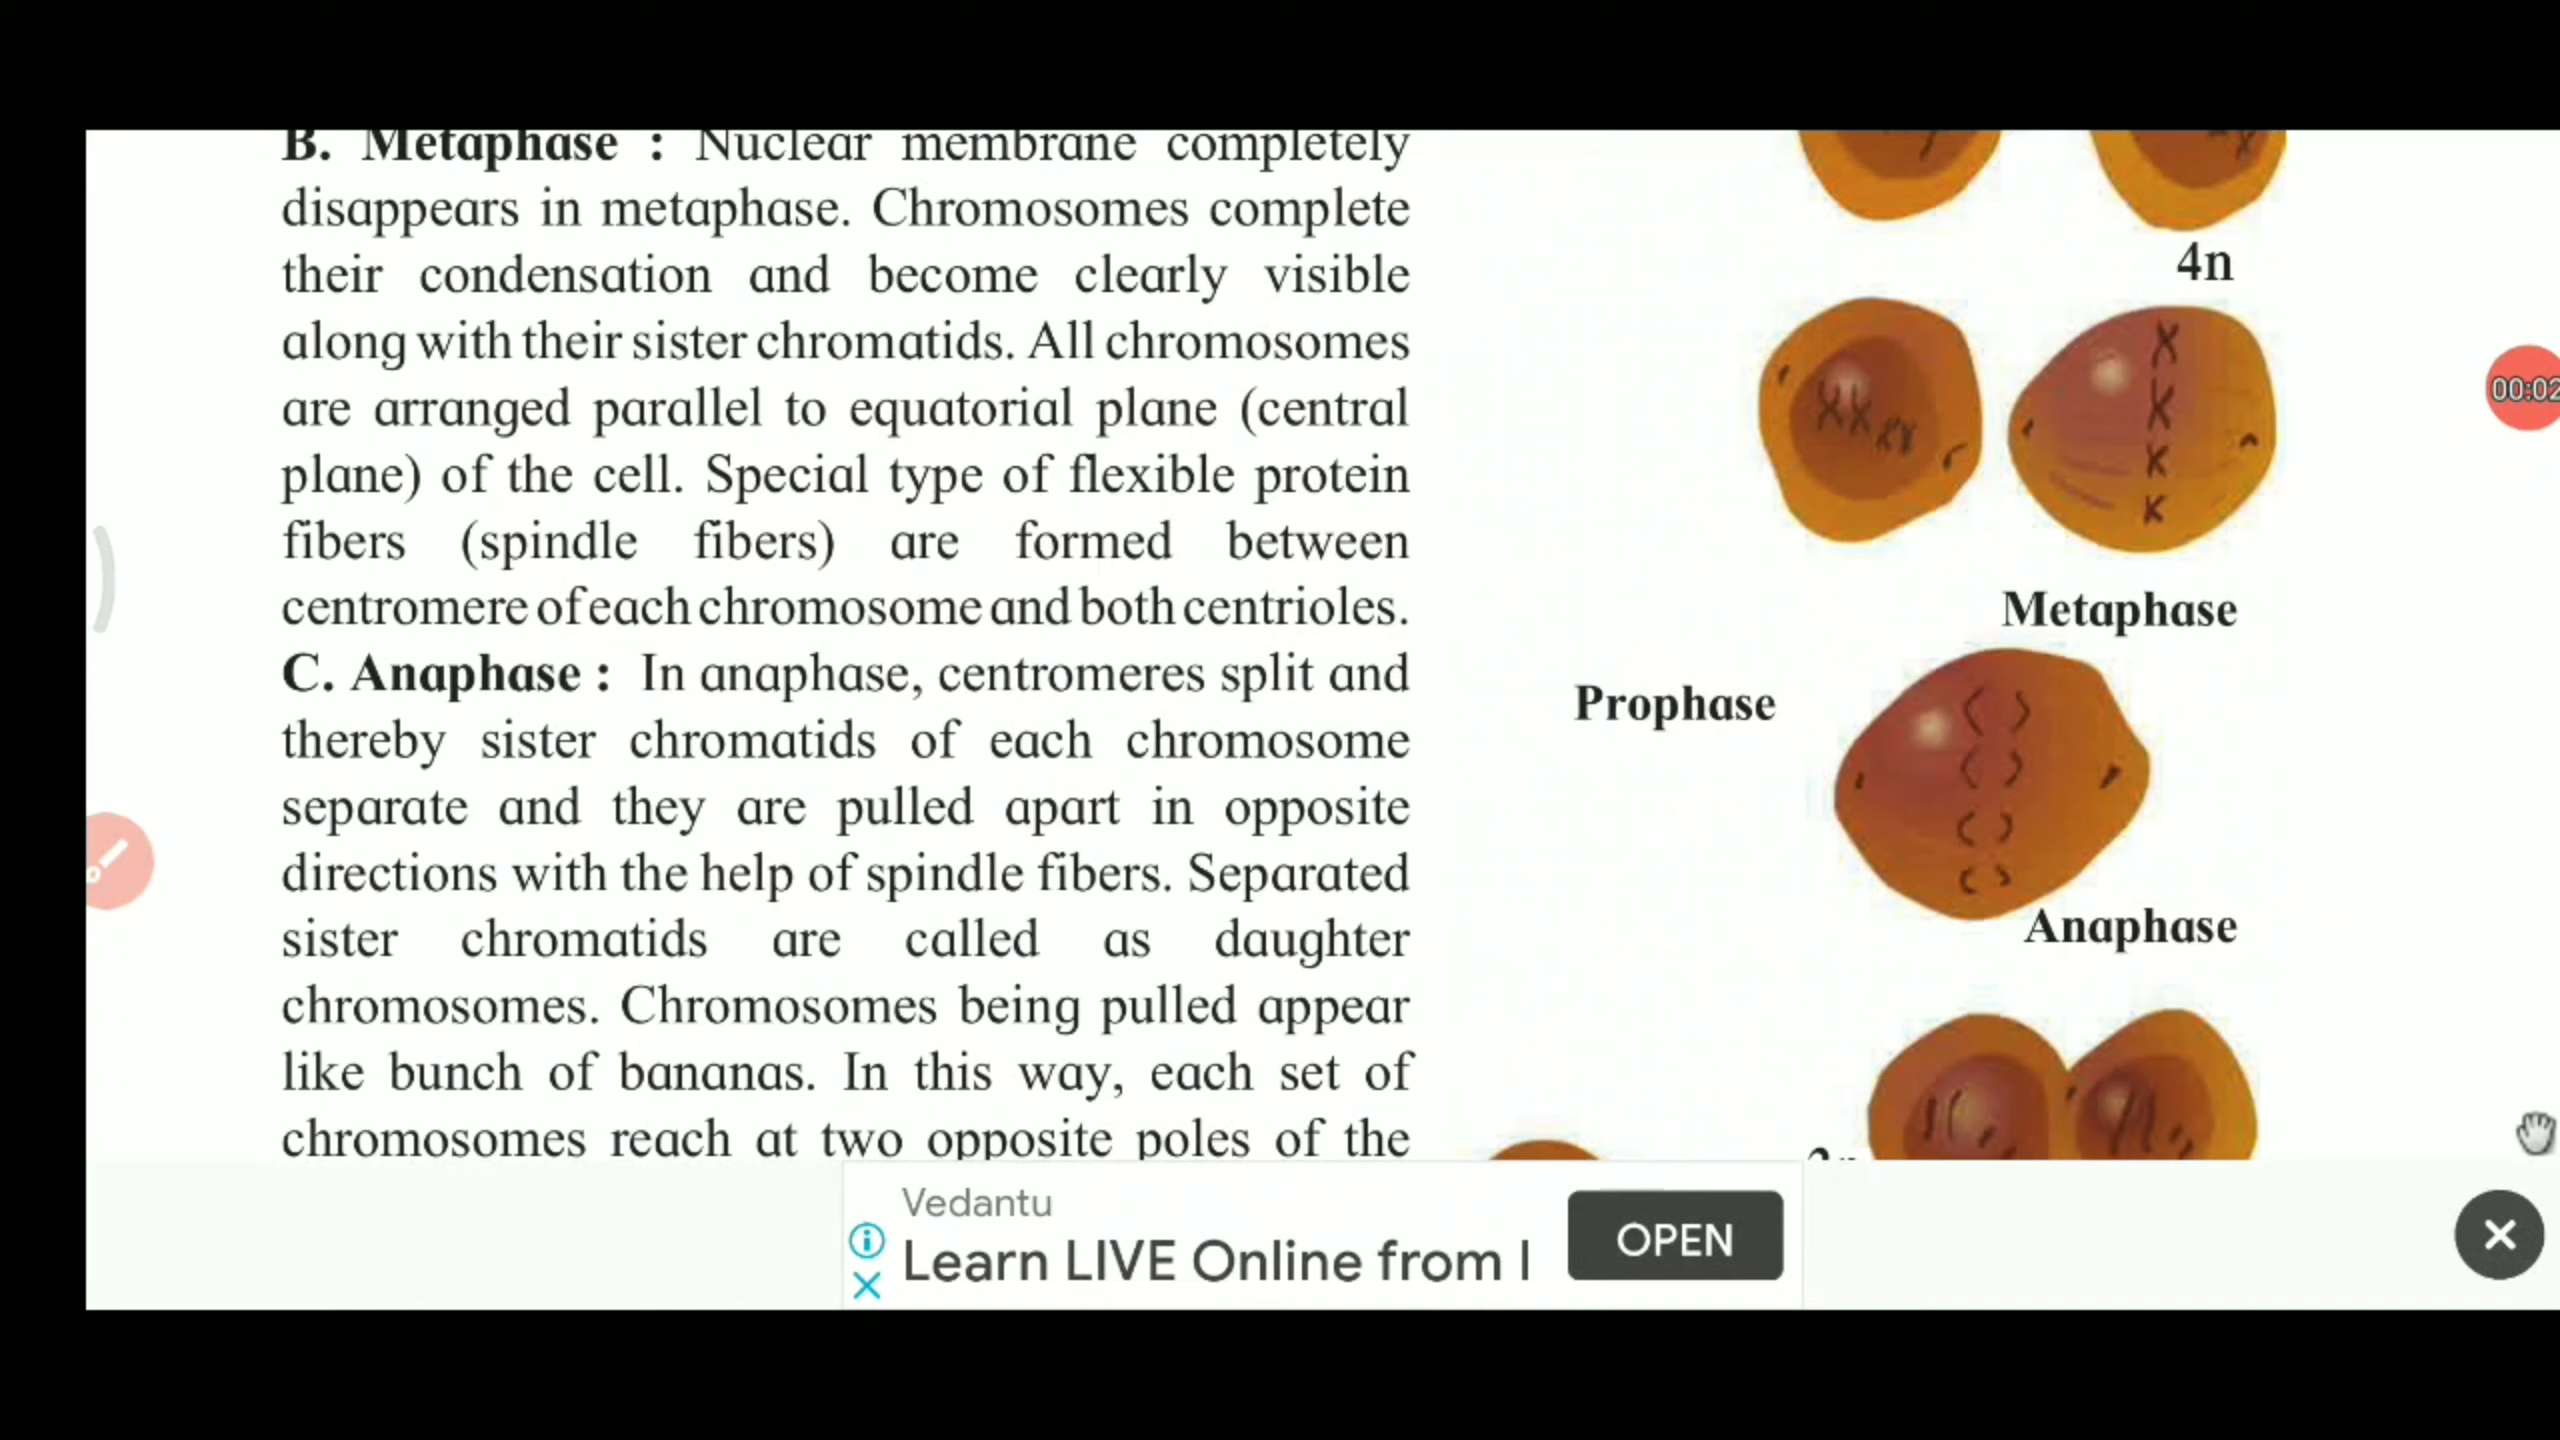 B. Metaphase : Nuclear membrane completely
disappears in metaphase. Chromosomes complete
their condensation and become clearly visible
along with their sister chromatids. All chromosomes
are arranged parallel to equatorial plane (central
plane) of the cell. Special type of flexible protein
fibers (spindle fibers) are formed between
centromere of each chromosome and both centrioles.
C. Anaphase : In anaphase, centromeres split and
thereby sister chromatids of each chromosome
separate and they are pulled apart in opposite
directions with the help of spindle fibers. Separated
sister chromatids are called as daughter
chromosomes. Chromosomes being pulled appear
like bunch of bananas. In this way, each set of
chromosomes reach at two opposite poles of the
4n
Metaphase
Prophase
Anaphase
00:02
Vedantu
Learn LIVE Online from
OPEN